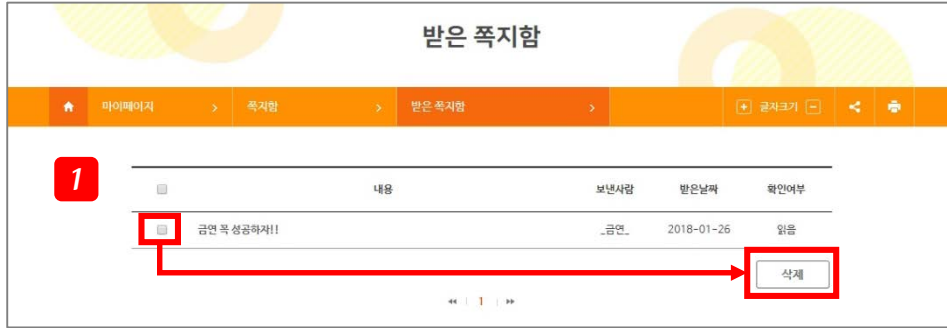 받은 쪽지함
마이페이지 > 쪽지함 > 받은 쪽지함 > + 글자크기 -
1
내용 보낸사람 받은날짜 확인여부
금연 꼭 성공하자!! _금연_ 2018-01-26 읽음
삭제
1